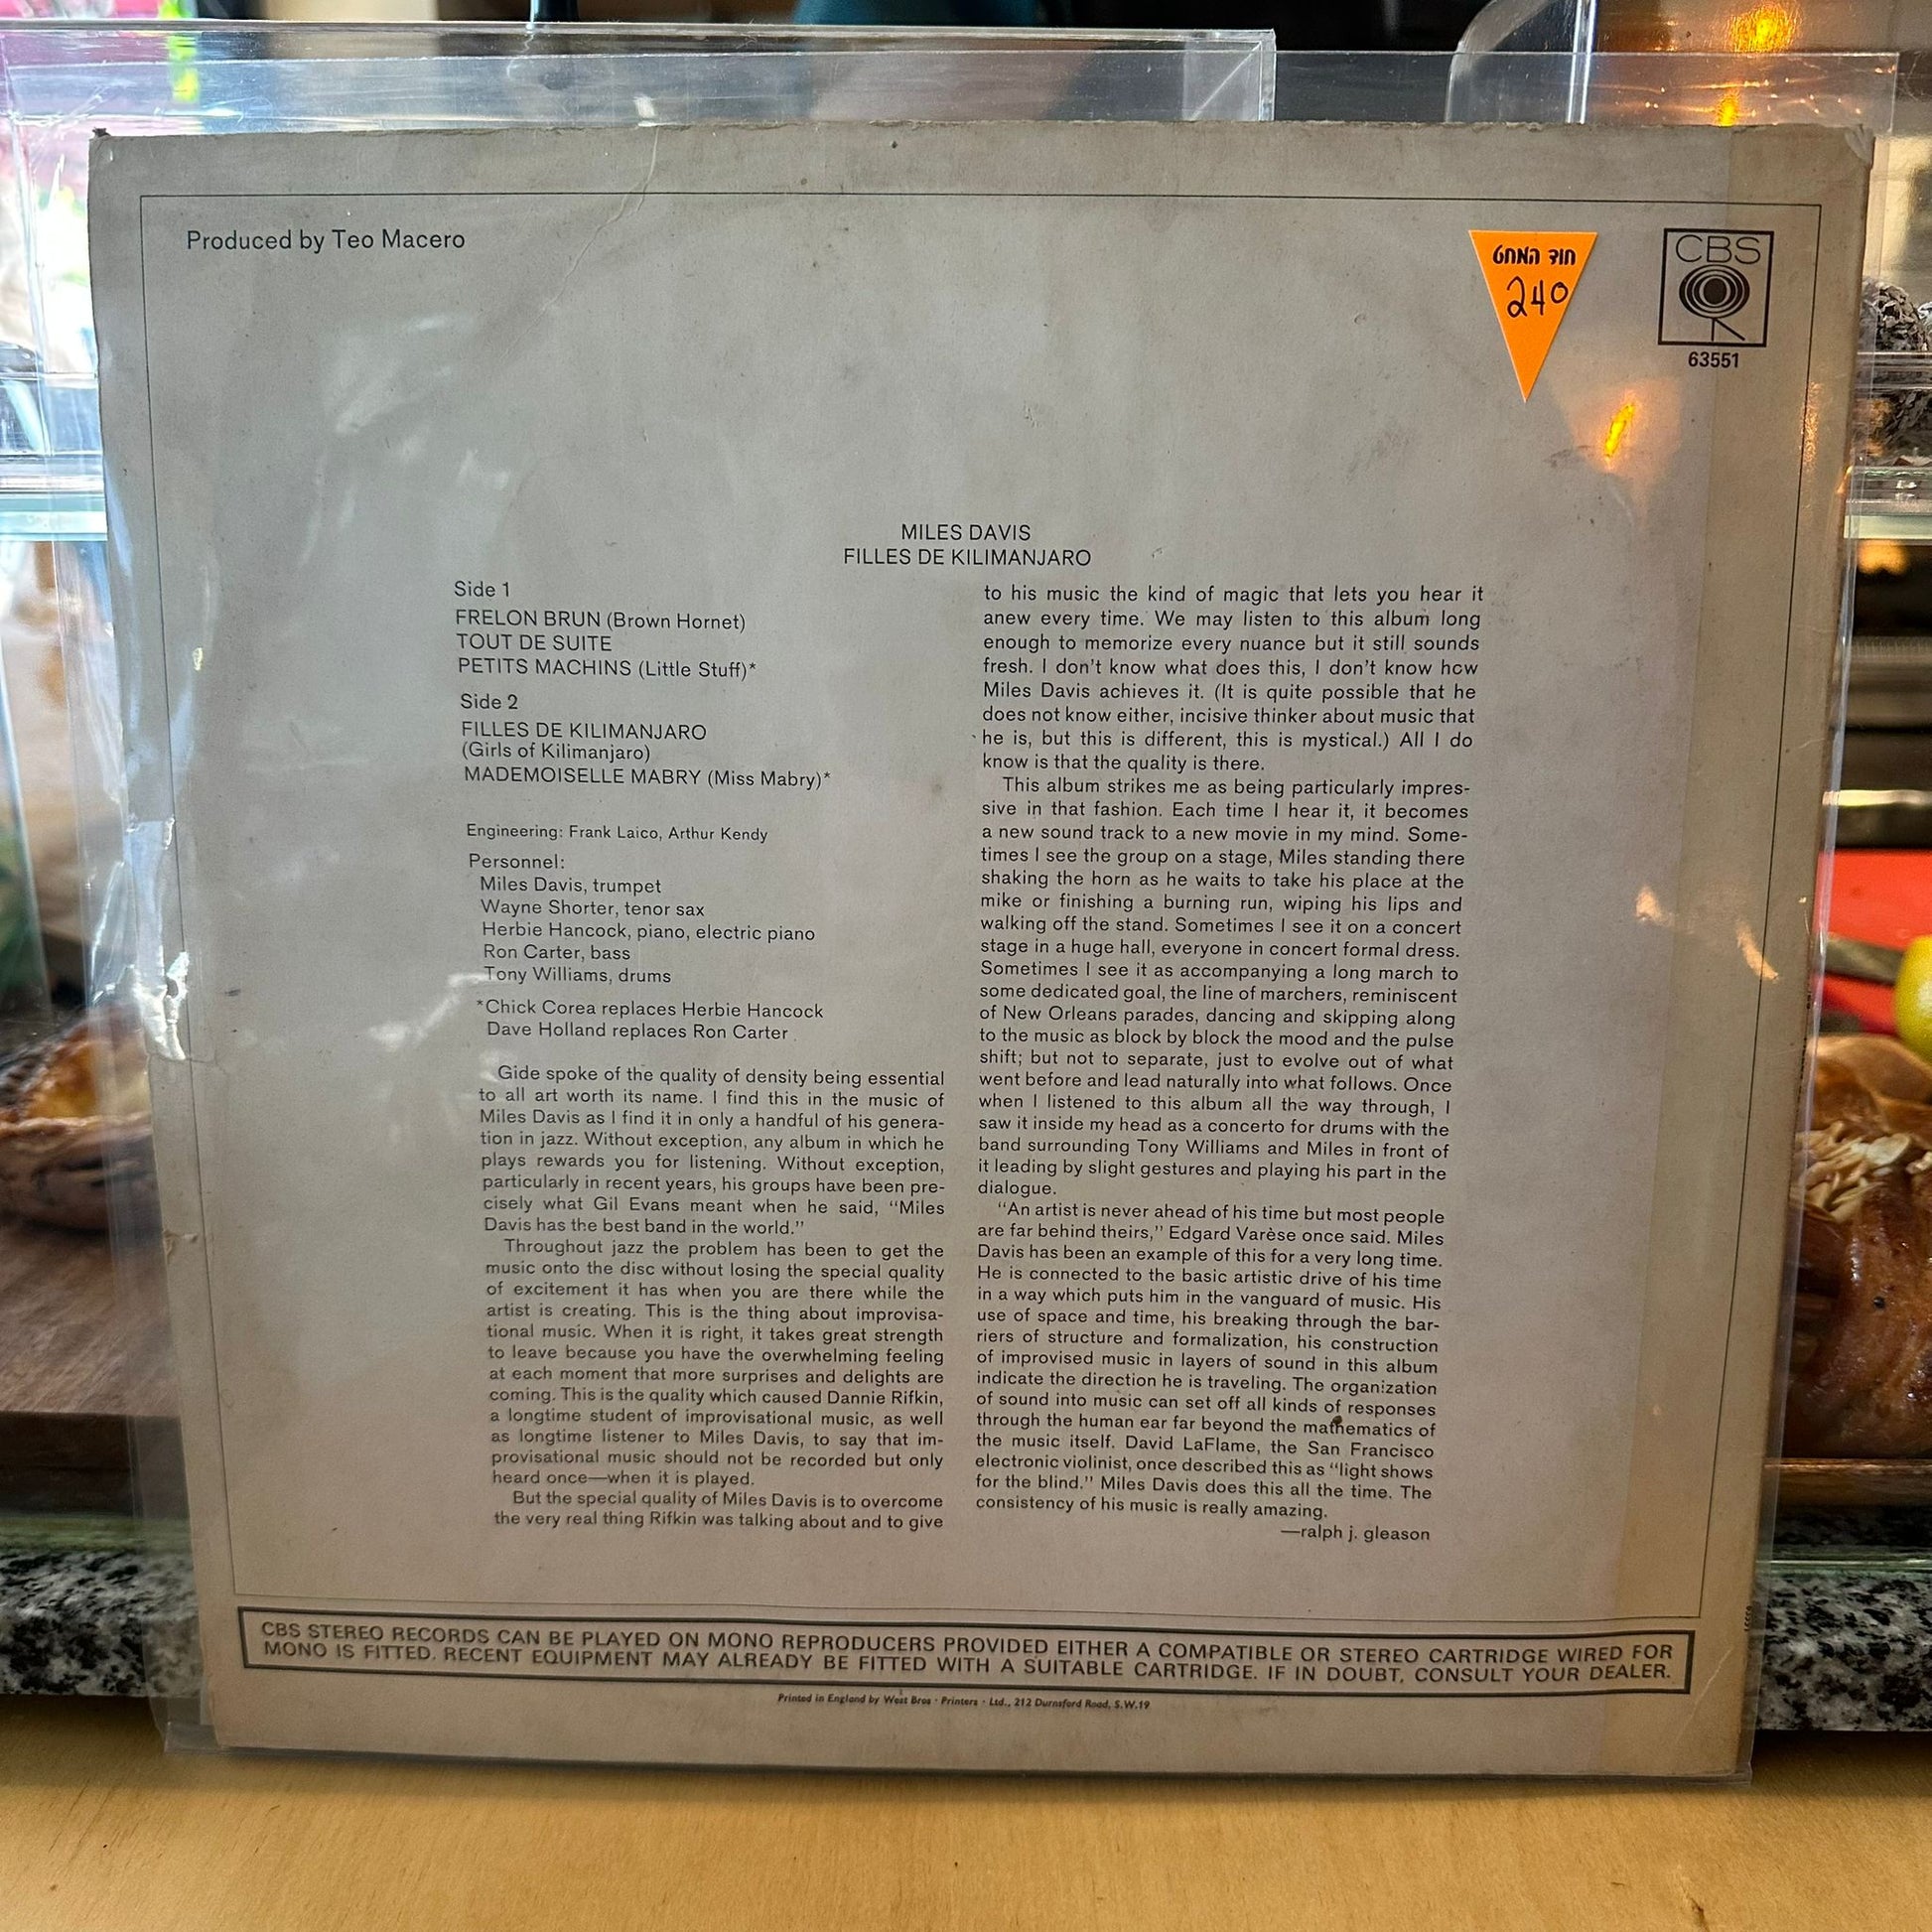 Produced by Teo Macero
חוד המחט
240
CBS
63551
MILES DAVIS
FILLES DE KILIMANJARO
Side 1
FRELON BRUN (Brown Hornet)
TOUT DE SUITE
PETITS MACHINS (Little Stuff)*
Side 2
FILLES DE KILIMANJARO
(Girls of Kilimanjaro)
MADEMOISELLE MABRY (Miss Mabry)*
Engineering: Frank Laico, Arthur Kendy
Personnel:
Miles Davis, trumpet
Wayne Shorter, tenor sax
Herbie Hancock, piano, electric piano
Ron Carter, bass
Tony Williams, drums
*Chick Corea replaces Herbie Hancock
Dave Holland replaces Ron Carter
Gide spoke of the quality of density being essential
to all art worth its name. I find this in the music of
Miles Davis as I find it in only a handful of his genera-
tion in jazz. Without exception, any album in which he
plays rewards you for listening. Without exception,
particularly in recent years, his groups have been pre-
cisely what Gil Evans meant when he said, “Miles
Davis has the best band in the world.”
Throughout jazz the problem has been to get the
music onto the disc without losing the special quality
of excitement it has when you are there while the
artist is creating. This is the thing about improvisa-
tional music. When it is right, it takes great strength
to leave because you have the overwhelming feeling
at each moment that more surprises and delights are
coming. This is the quality which caused Dannie Rifkin,
a longtime student of improvisational music, as well
as longtime listener to Miles Davis, to say that im-
provisational music should not be recorded but only
heard once—when it is played.
But the special quality of Miles Davis is to overcome
the very real thing Rifkin was talking about and to give
to his music the kind of magic that lets you hear it
anew every time. We may listen to this album long
enough to memorize every nuance but it still sounds
fresh. I don’t know what does this, I don’t know how
Miles Davis achieves it. (It is quite possible that he
does not know either, incisive thinker about music that
he is, but this is different, this is mystical.) All I do
know is that the quality is there.
This album strikes me as being particularly impres-
sive in that fashion. Each time I hear it, it becomes
a new sound track to a new movie in my mind. Some-
times I see the group on a stage, Miles standing there
shaking the horn as he waits to take his place at the
mike or finishing a burning run, wiping his lips and
walking off the stand. Sometimes I see it on a concert
stage in a huge hall, everyone in concert formal dress.
Sometimes I see it as accompanying a long march to
some dedicated goal, the line of marchers, reminiscent
of New Orleans parades, dancing and skipping along
to the music as block by block the mood and the pulse
shift; but not to separate, just to evolve out of what
went before and lead naturally into what follows. Once
when I listened to this album all the way through, I
saw it inside my head as a concerto for drums with the
band surrounding Tony Williams and Miles in front of
it leading by slight gestures and playing his part in the
dialogue.
“An artist is never ahead of his time but most people
are far behind theirs,” Edgard Varèse once said. Miles
Davis has been an example of this for a very long time.
He is connected to the basic artistic drive of his time
in a way which puts him in the vanguard of music. His
use of space and time, his breaking through the bar-
riers of structure and formalization, his construction
of improvised music in layers of sound in this album
indicate the direction he is traveling. The organization
of sound into music can set off all kinds of responses
through the human ear far beyond the mathematics of
the music itself. David LaFlame, the San Francisco
electronic violinist, once described this as “light shows
for the blind.” Miles Davis does this all the time. The
consistency of his music is really amazing.
—ralph j. gleason
CBS STEREO RECORDS CAN BE PLAYED ON MONO REPRODUCERS PROVIDED EITHER A COMPATIBLE OR STEREO CARTRIDGE WIRED FOR
MONO IS FITTED. RECENT EQUIPMENT MAY ALREADY BE FITTED WITH A SUITABLE CARTRIDGE. IF IN DOUBT, CONSULT YOUR DEALER.
Printed in England by West Bros · Printers · Ltd., 212 Durnsford Road, S.W.19